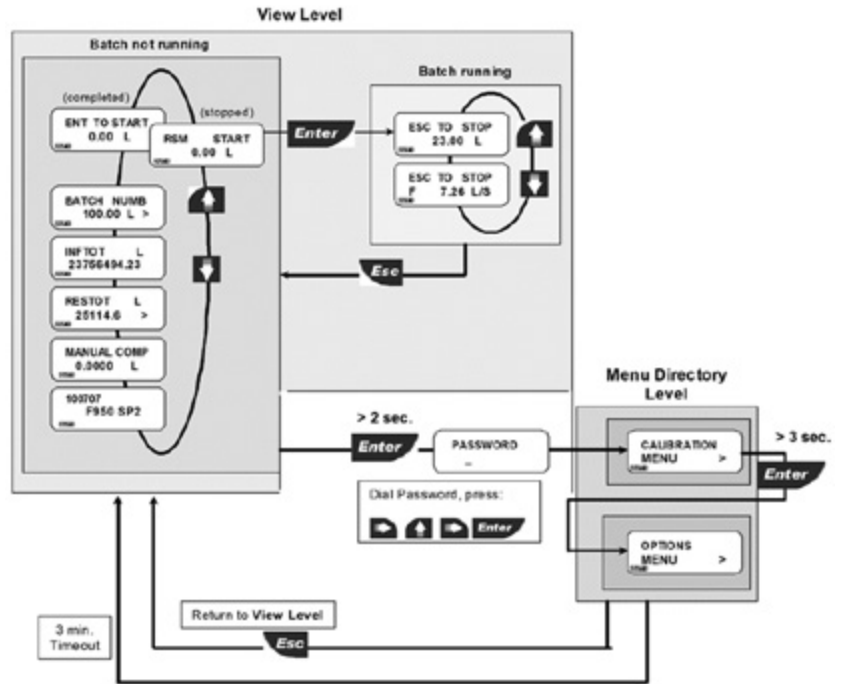 View Level
Batch not running
(completed)
(stopped)
ENT TO START
0.00 L
RSM START
0.00 L
Enter
Batch running
ESC TO STOP
23.00 L
ESC TO STOP
F 7.26 L/S
BATCH NUMB
100.00 L >
INFTOT L
23756494.23
Esc
RESTOT L
25114.6 >
MANUAL COMP
0.0000 L
100707
F950 SP2
Menu Directory
Level
> 2 sec.
Enter
PASSWORD
_
CALIBRATION
MENU >
> 3 sec.
Enter
Dial Password, press:
Enter
OPTIONS
MENU >
Return to View Level
Esc
3 min.
Timeout